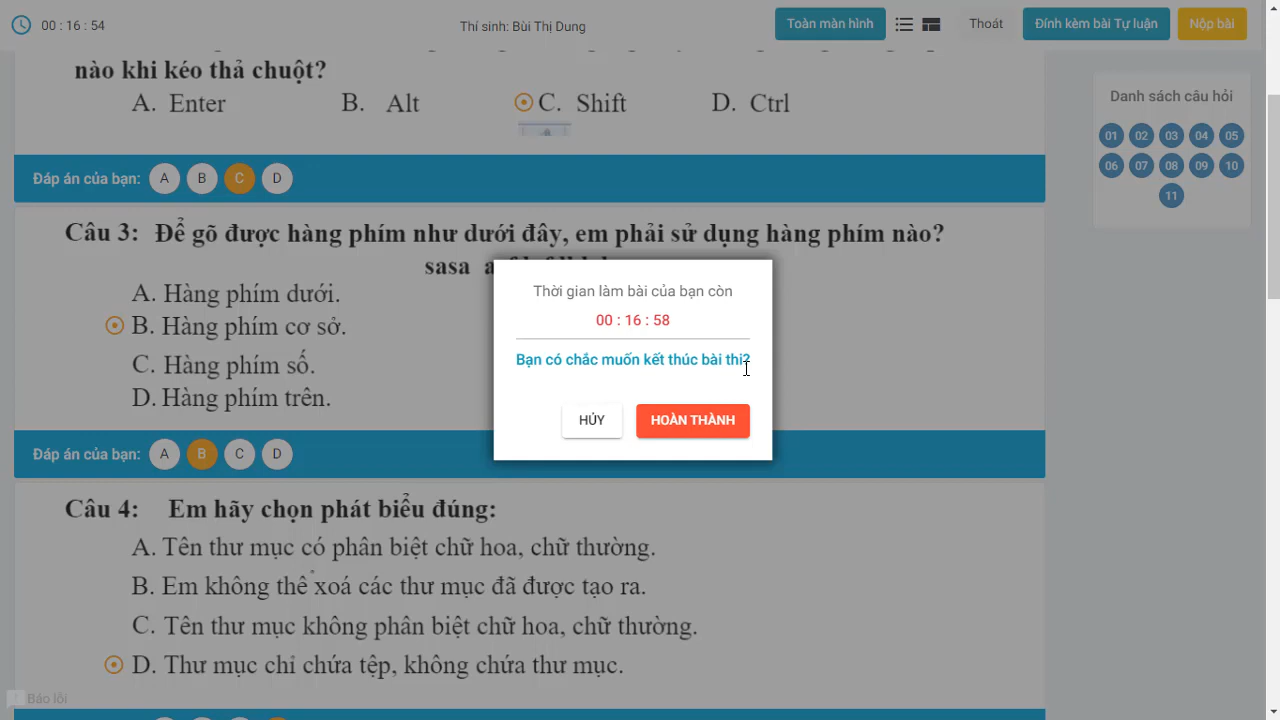 00 : 16 : 54
Thí sinh: Bùi Thị Dung
Toàn màn hình
Thoát
Đính kèm bài Tự luận
Nộp bài
nào khi kéo thả chuột?
A. Enter B. Alt C. Shift D. Ctrl
Đáp án của bạn: A B C D
Câu 3: Để gõ được hàng phím như dưới đây, em phải sử dụng hàng phím nào?
sasa
A. Hàng phím dưới.
B. Hàng phím cơ sở.
C. Hàng phím số.
D. Hàng phím trên.
Đáp án của bạn: A B C D
Câu 4: Em hãy chọn phát biểu đúng:
A. Tên thư mục có phân biệt chữ hoa, chữ thường.
B. Em không thể xoá các thư mục đã được tạo ra.
C. Tên thư mục không phân biệt chữ hoa, chữ thường.
D. Thư mục chỉ chứa tệp, không chứa thư mục.
Báo lỗi
Thời gian làm bài của bạn còn
00 : 16 : 58
Bạn có chắc muốn kết thúc bài thi?
HỦY
HOÀN THÀNH
Danh sách câu hỏi
01 02 03 04 05
06 07 08 09 10
11